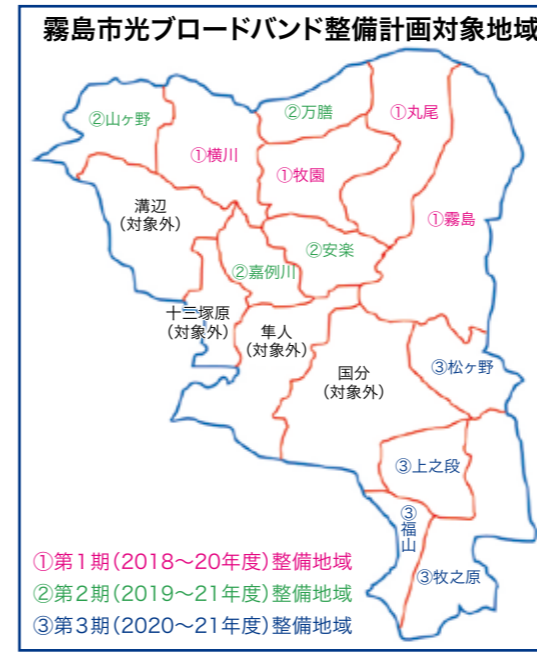 霧島市光ブロードバンド整備計画対象地域
②山ヶ野
②万膳
①丸尾
①横川
①牧園
溝辺
(対象外)
①霧島
②安楽
②嘉例川
十三塚原
(対象外)
隼人
(対象外)
国分
(対象外)
③松ヶ野
③上之段
③福山
③牧之原
①第1期(2018～20年度)整備地域
②第2期(2019～21年度)整備地域
③第3期(2020～21年度)整備地域